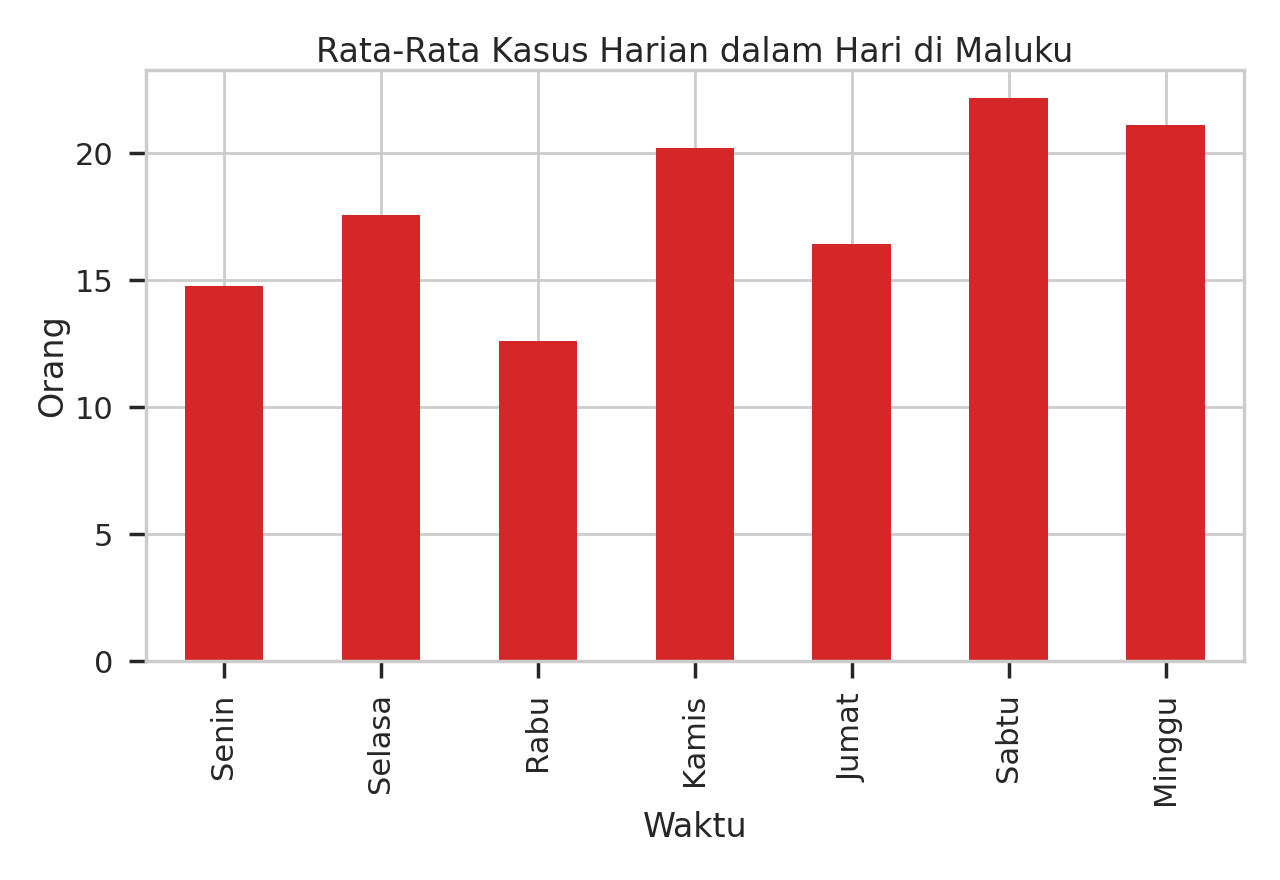 Rata-Rata Kasus Harian dalam Hari di Maluku
Orang
20
15
10
5
0
Senin
Selasa
Rabu
Kamis
Jumat
Sabtu
Minggu
Waktu